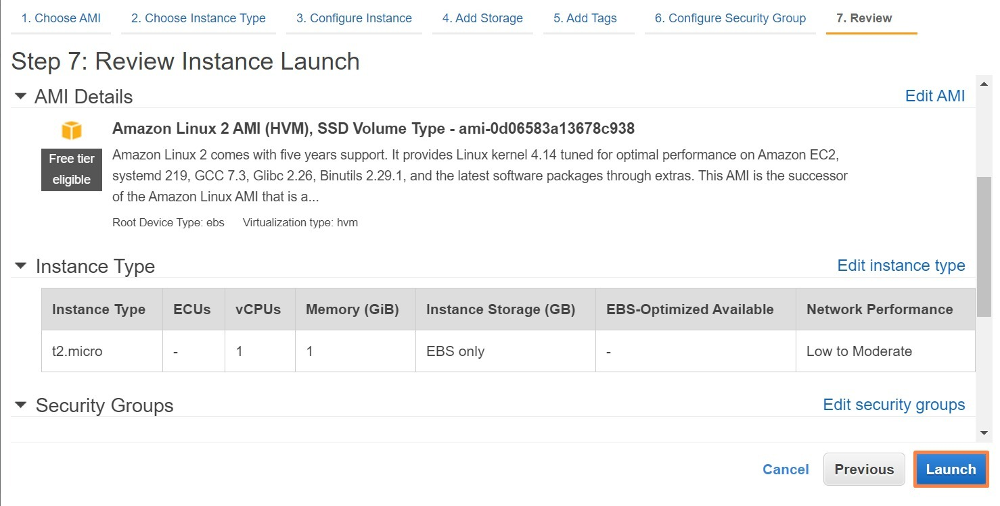 1. Choose AMI 2. Choose Instance Type 3. Configure Instance 4. Add Storage 5. Add Tags 6. Configure Security Group 7. Review
Step 7: Review Instance Launch
AMI Details Edit AMI
Amazon Linux 2 AMI (HVM), SSD Volume Type - ami-0d06583a13678c938
Free tier
eligible
Amazon Linux 2 comes with five years support. It provides Linux kernel 4.14 tuned for optimal performance on Amazon EC2,
systemd 219, GCC 7.3, Glibc 2.26, Binutils 2.29.1, and the latest software packages through extras. This AMI is the successor
of the Amazon Linux AMI that is a...
Root Device Type: ebs Virtualization type: hvm
Instance Type Edit instance type
Instance Type ECUs vCPUs Memory (GiB) Instance Storage (GB) EBS-Optimized Available Network Performance
t2.micro - 1 1 EBS only - Low to Moderate
Security Groups Edit security groups
Cancel Previous Launch